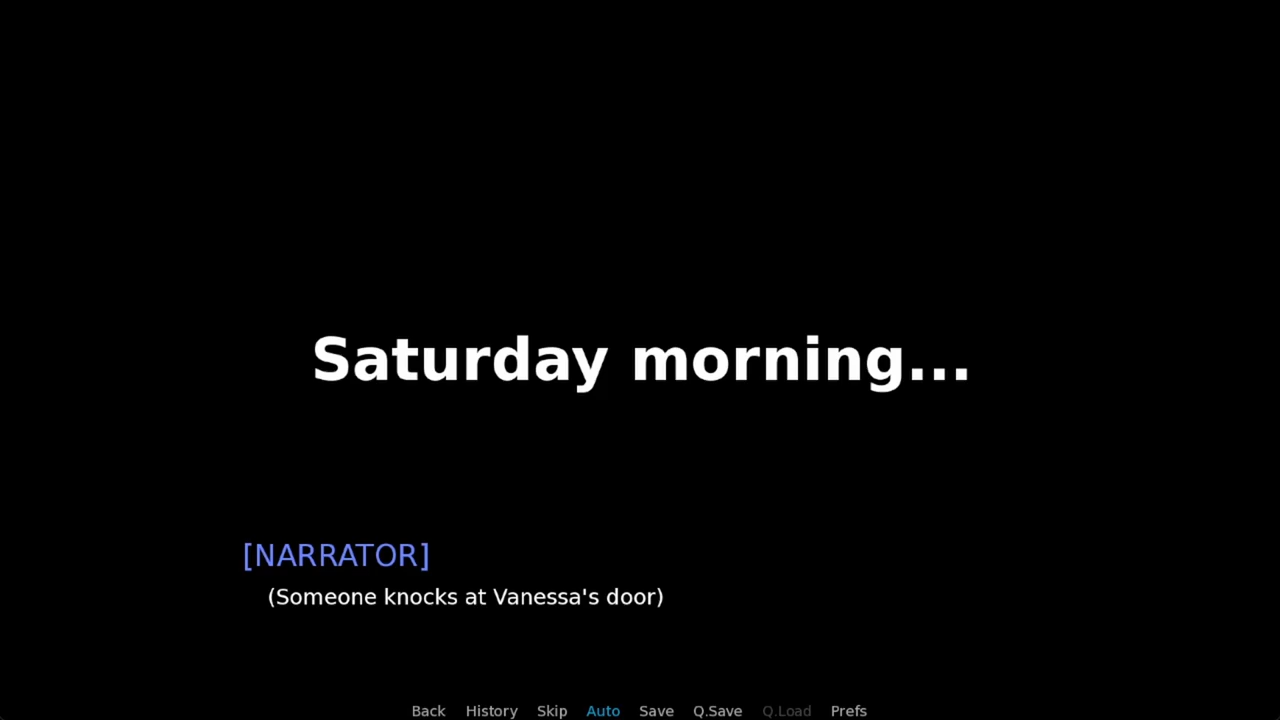 Saturday morning...
[NARRATOR]
(Someone knocks at Vanessa's door)
Back History Skip Auto Save Q.Save Q.Load Prefs